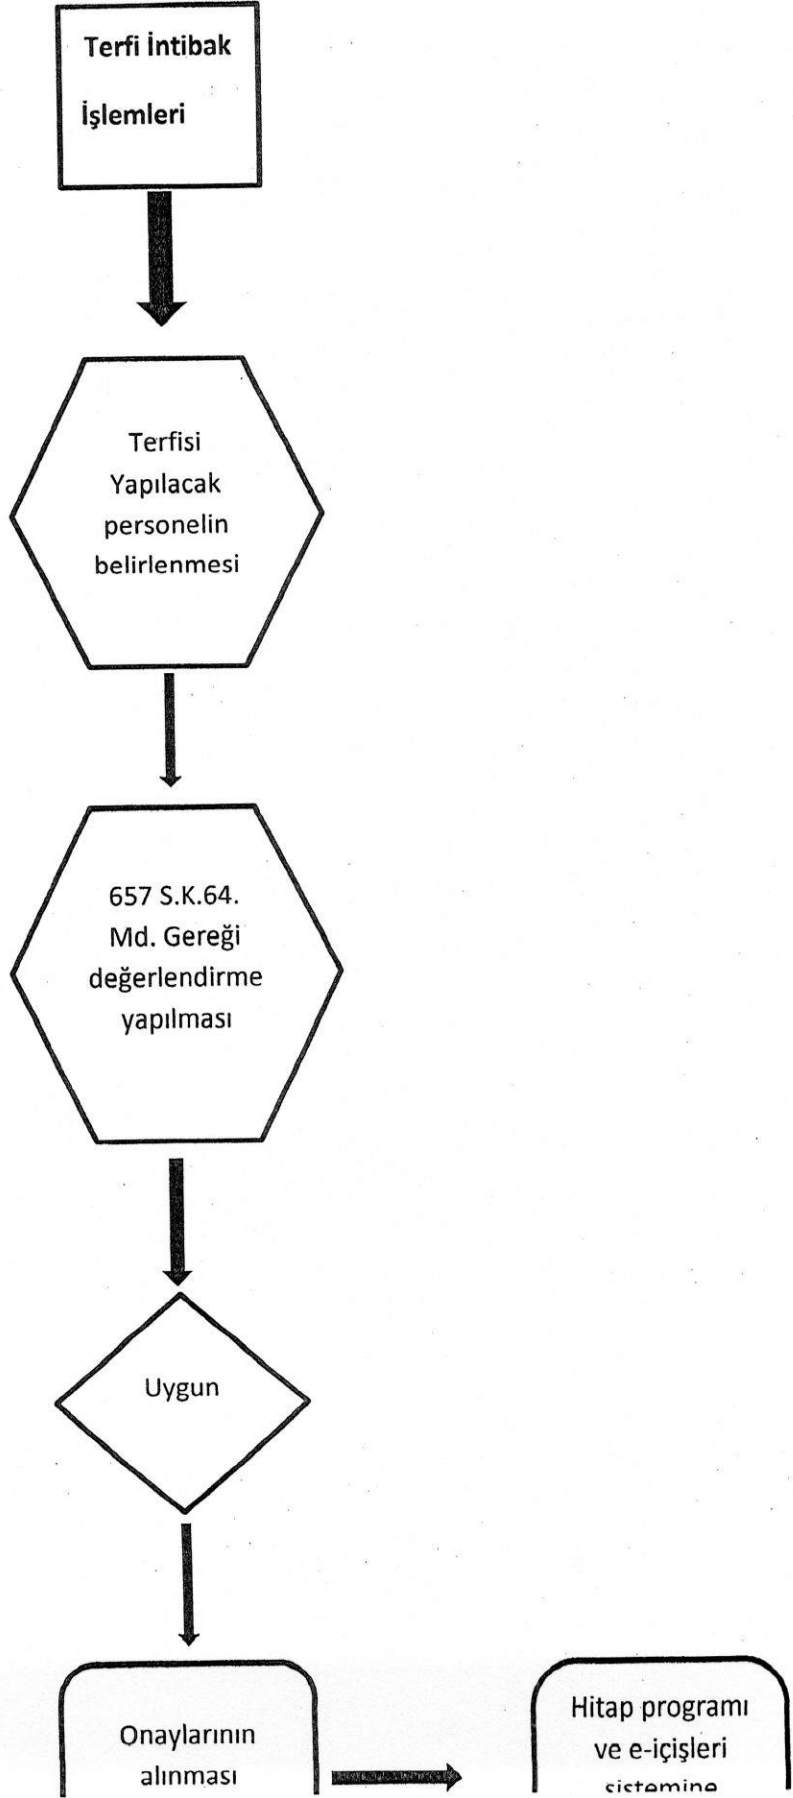 Terfi İntibak
İşlemleri
Terfisi
Yapılacak
personelin
belirlenmesi
657 S.K.64.
Md. Gereği
değerlendirme
yapılması
Uygun
Onaylarının
alınması
Hitap programı
ve e-içişleri
sistemine